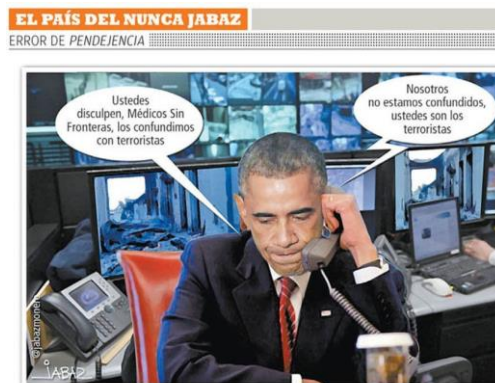 EL PAÍS DEL NUNCA JABAZ
ERROR DE PENDEJENCIA
Ustedes
disculpen, Médicos Sin
Fronteras, los confundimos
con terroristas
Nosotros
no estamos confundidos,
ustedes son los
terroristas
@jabazmonero
JABAZ